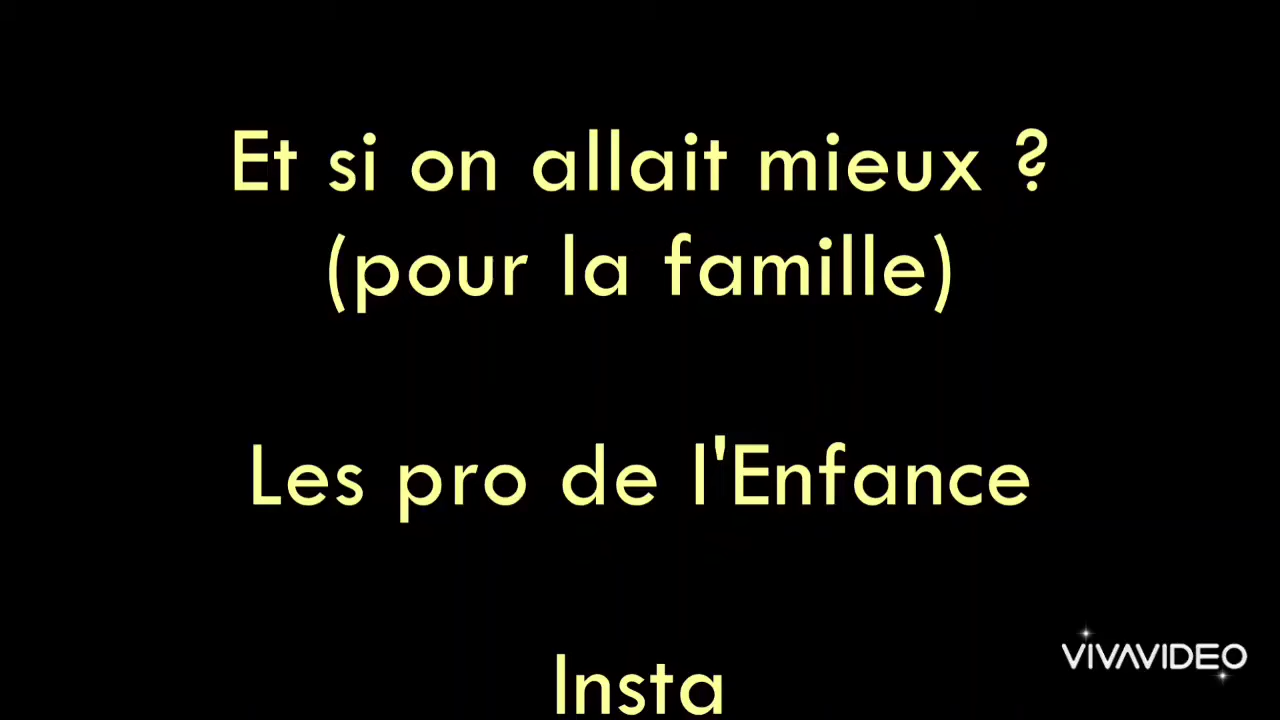 Et si on allait mieux ?
(pour la famille)
Les pro de l'Enfance
Insta
VIVAVIDEO